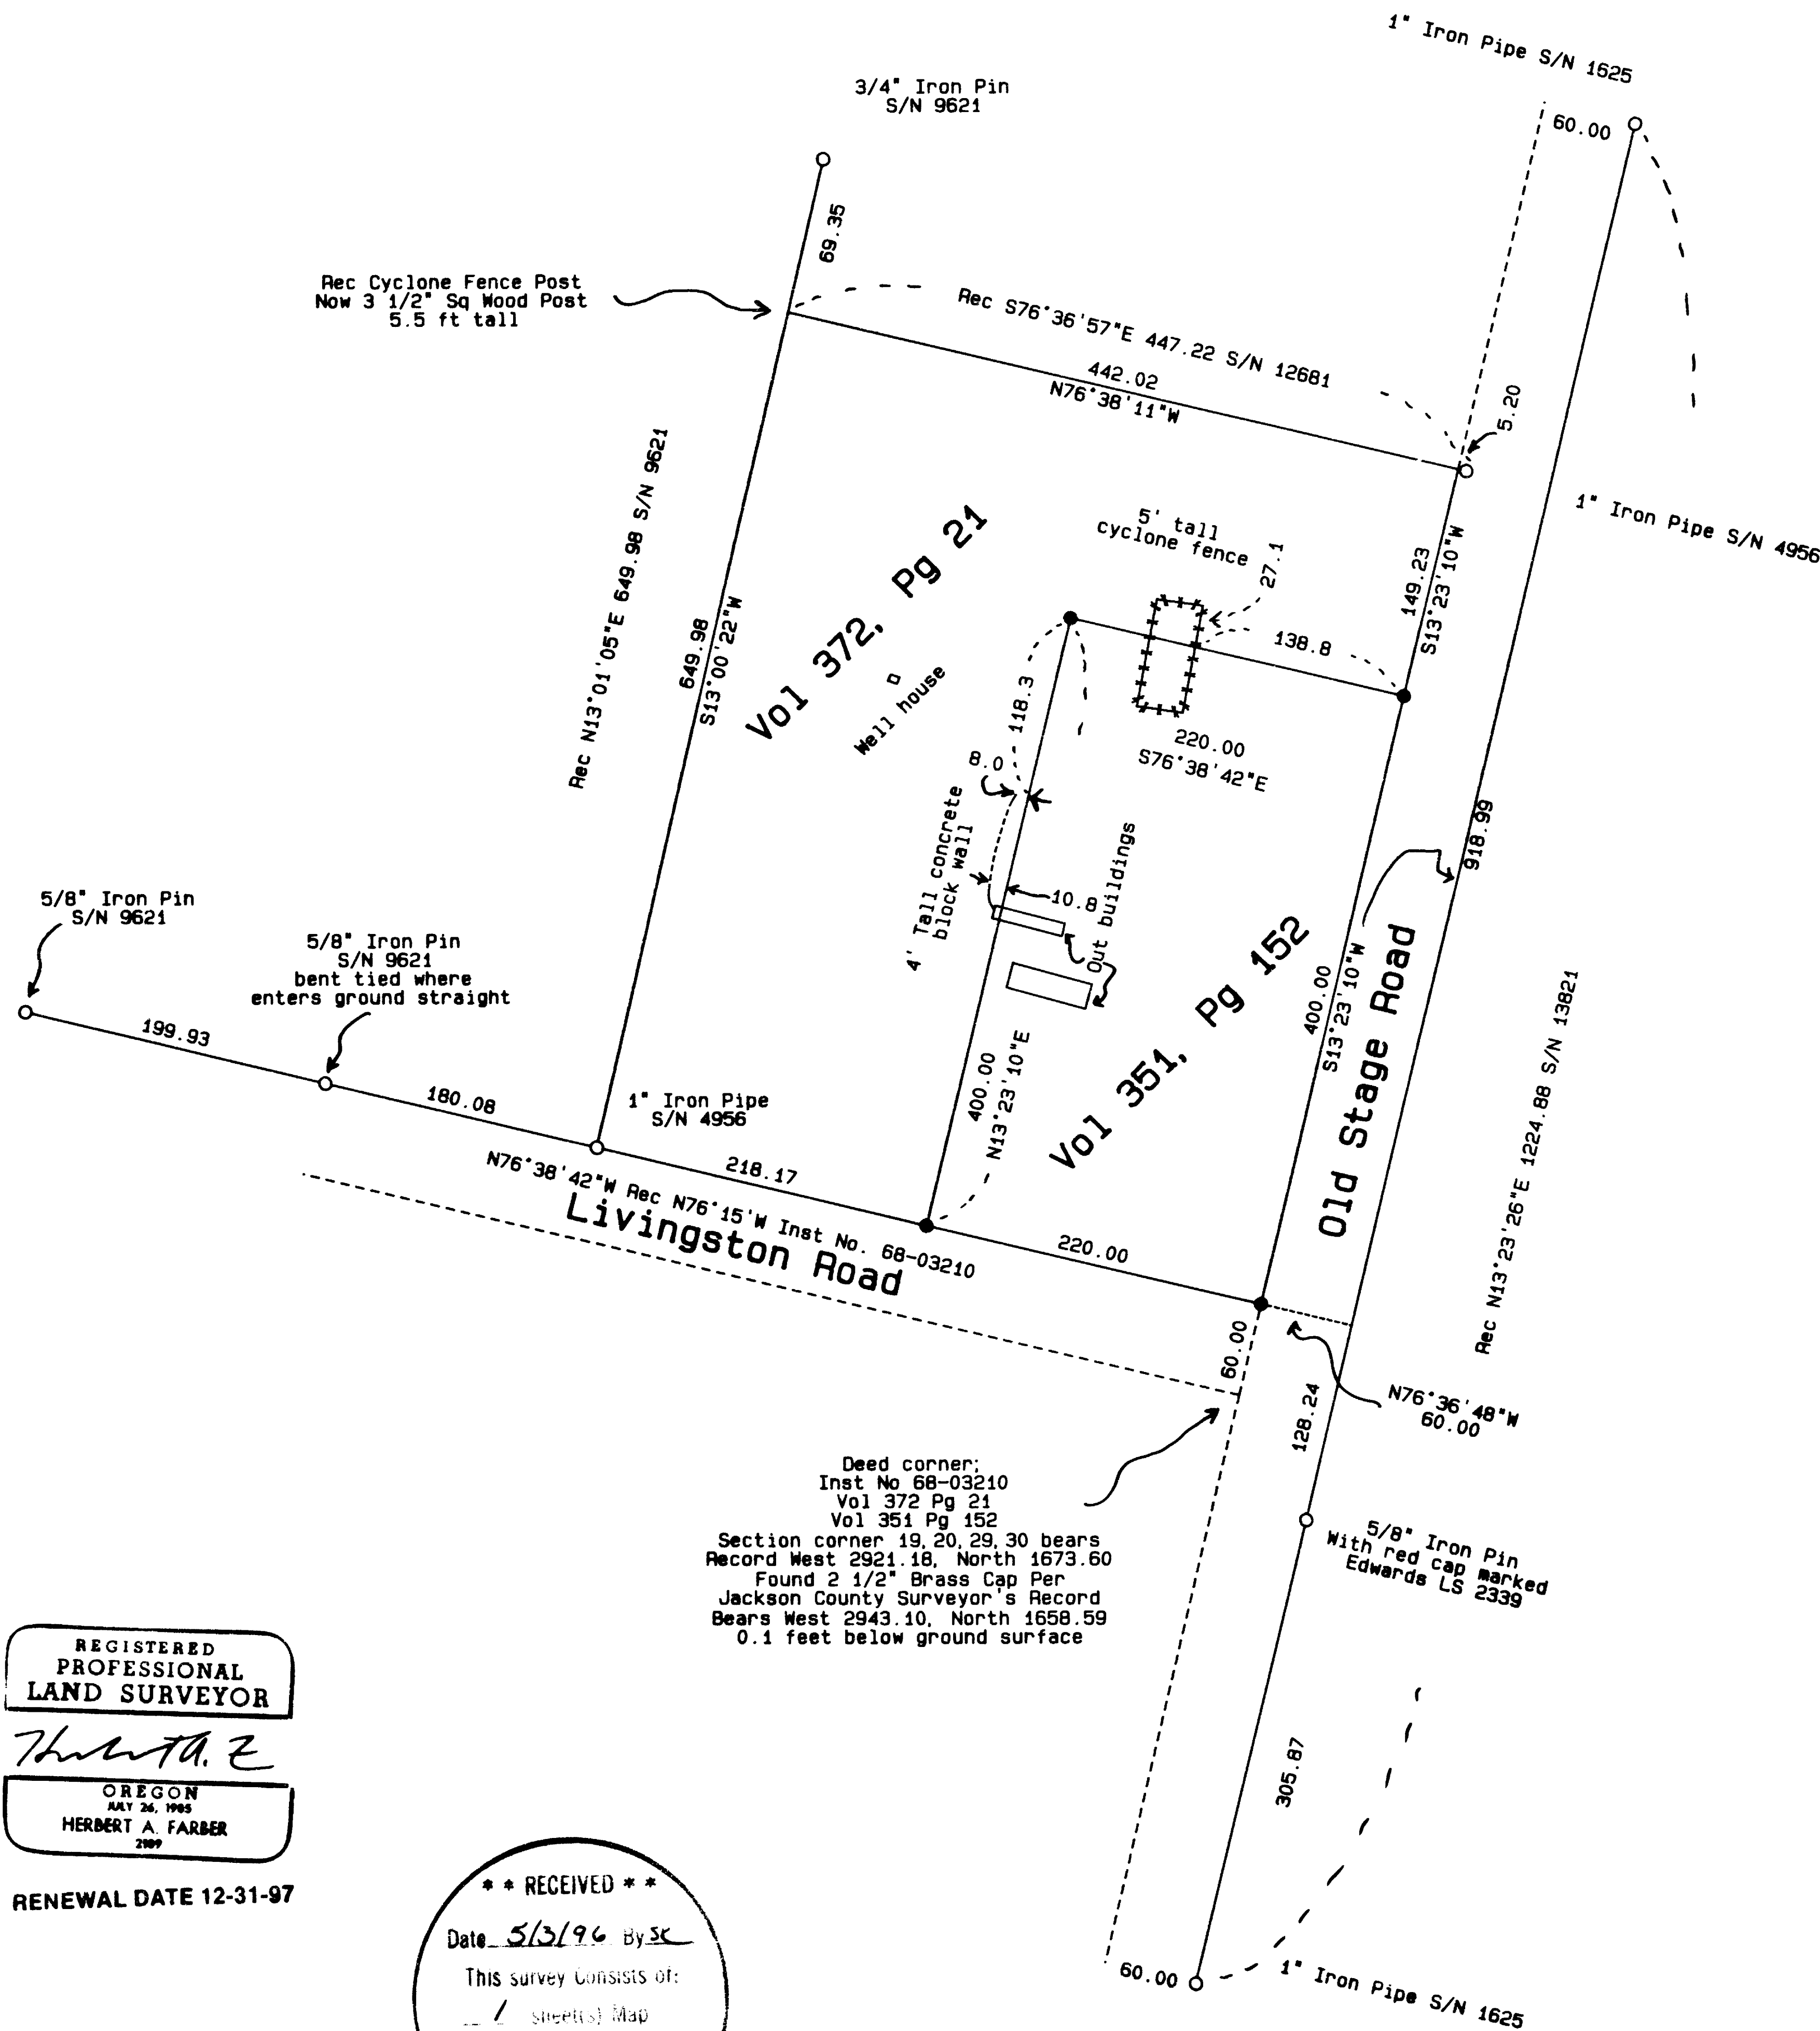 1" Iron Pipe S/N 1625
60.00
3/4" Iron Pin
S/N 9621
69.35
Rec Cyclone Fence Post
Now 3 1/2" Sq Wood Post
5.5 ft tall
Rec S76°36'57"E 447.22 S/N 12681
442.02
N76°38'11"W
5.20
1" Iron Pipe S/N 4956
Rec N13°01'05"E 649.98 S/N 9621
649.98
S13°00'22"W
Vol 372, Pg 21
Well house
5' tall
cyclone fence
27.1
138.8
149.23
S13°23'10"W
220.00
S76°38'42"E
118.3
8.0
4' Tall concrete
block wall
10.8
Out buildings
918.99
400.00
S13°23'10"W
Old Stage Road
Vol 351, Pg 152
400.00
N13°23'10"E
Rec N13°23'26"E 1224.88 S/N 13821
5/8" Iron Pin
S/N 9621
5/8" Iron Pin
S/N 9621
bent tied where
enters ground straight
199.93
180.08
1" Iron Pipe
S/N 4956
218.17
N76°38'42"W Rec N76°15'W Inst No. 68-03210
Livingston Road
220.00
60.00
128.24
N76°36'48"W
60.00
Deed corner;
Inst No 68-03210
Vol 372 Pg 21
Vol 351 Pg 152
Section corner 19,20,29,30 bears
Record West 2921.18, North 1673.60
Found 2 1/2" Brass Cap Per
Jackson County Surveyor's Record
Bears West 2943.10, North 1658.59
0.1 feet below ground surface
5/8" Iron Pin
With red cap marked
Edwards LS 2339
305.87
60.00
1" Iron Pipe S/N 1625
REGISTERED
PROFESSIONAL
LAND SURVEYOR
OREGON
JULY 26, 1985
HERBERT A. FARBER
2189
RENEWAL DATE 12-31-97
* * RECEIVED * *
Date 5/3/96 By SK
This survey Consists of:
1 sheet(s) Map